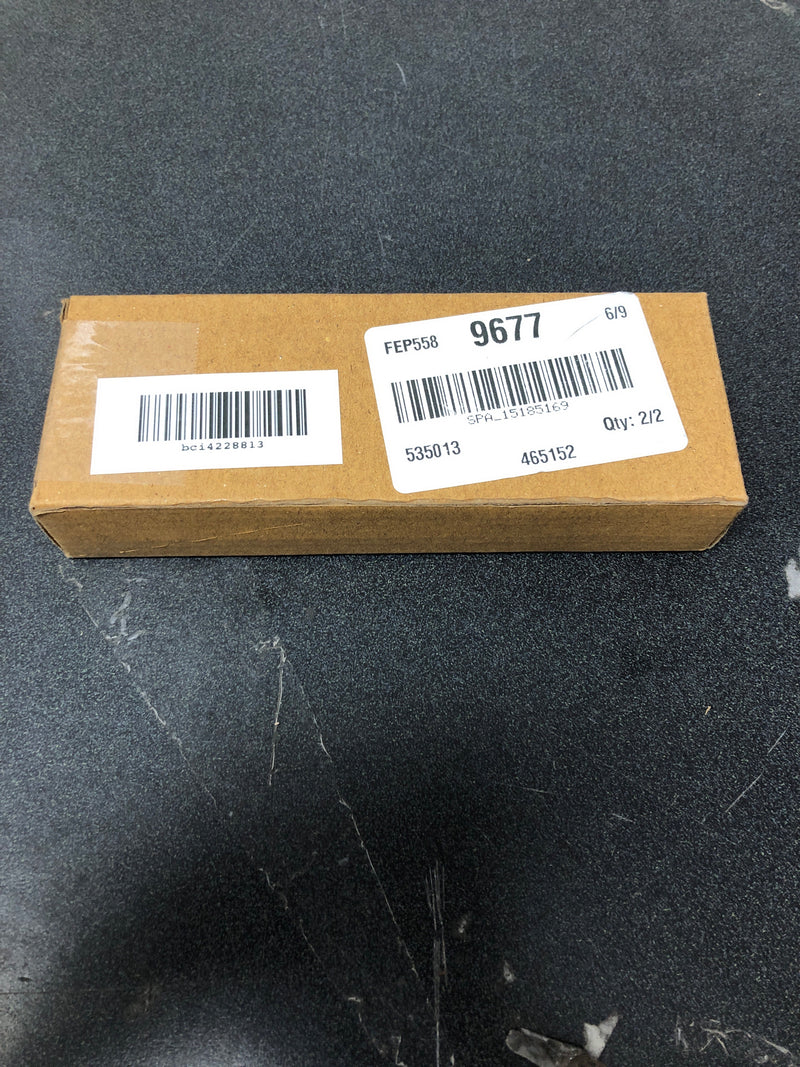 FEP558 9677 6/9
SPA_15185169
535013 465152 Qty: 2/2
bci4228813